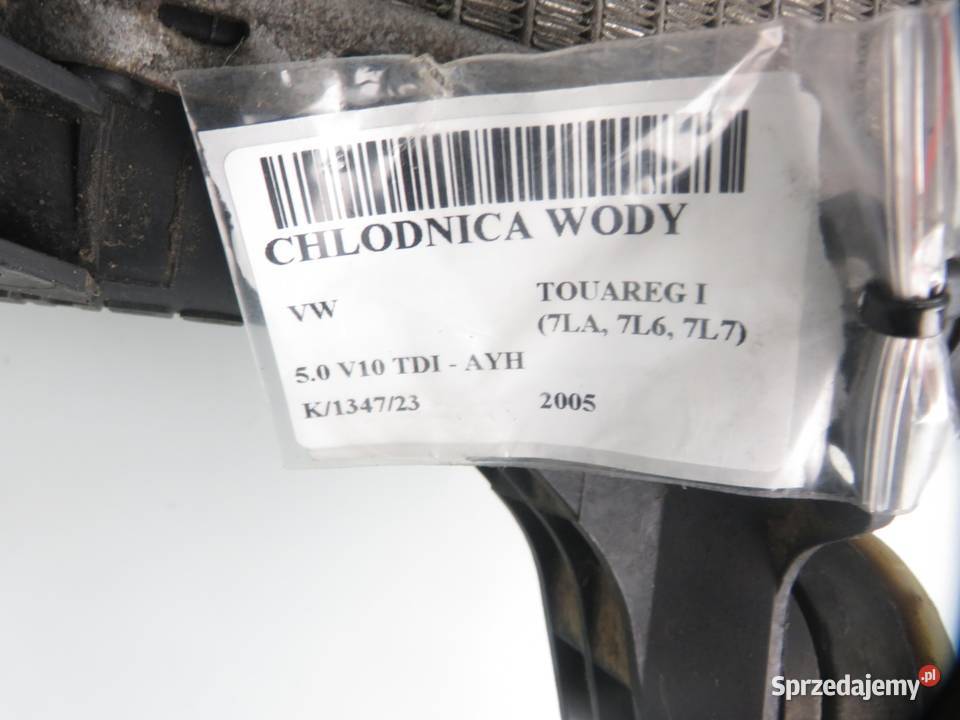 CHLODNICA WODY
VW
TOUAREG I
(7LA, 7L6, 7L7)
5.0 V10 TDI - AYH
K/1347/23
2005
Sprzedajemy.pl